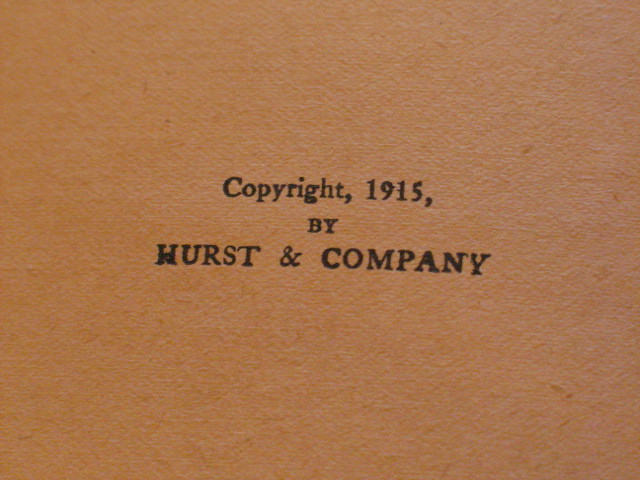 Copyright, 1915,
BY
HURST & COMPANY